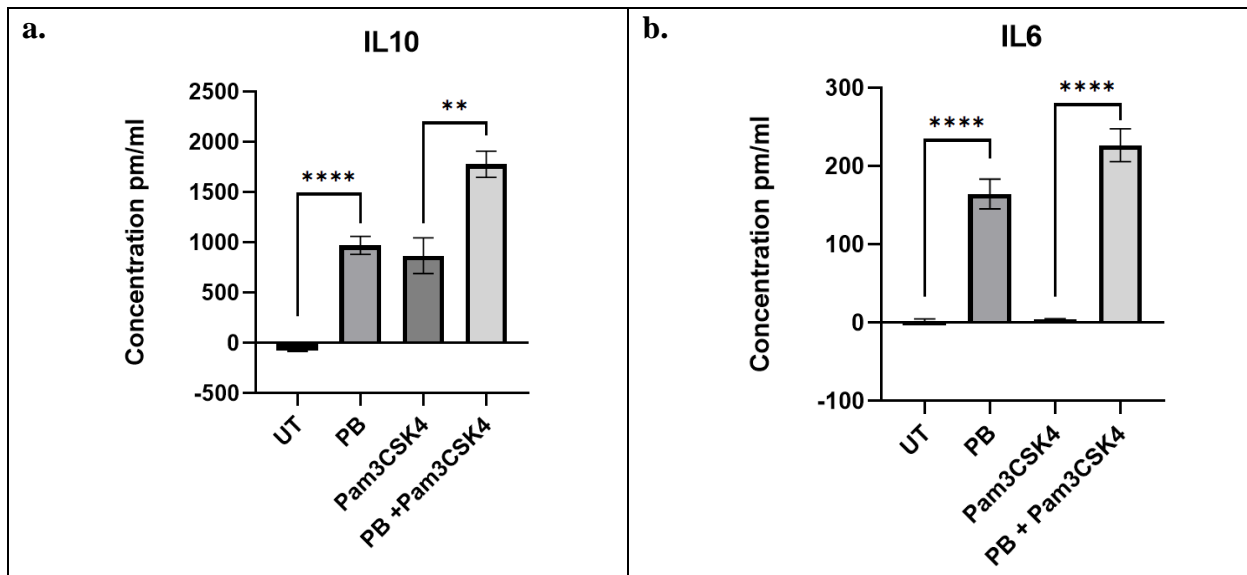 a.
IL10
Concentration pm/ml
2500
2000
1500
1000
500
0
-500
****
**
UT
PB
Pam3CSK4
PB +Pam3CSK4
b.
IL6
Concentration pm/ml
300
200
100
0
-100
****
****
UT
PB
Pam3CSK4
PB + Pam3CSK4